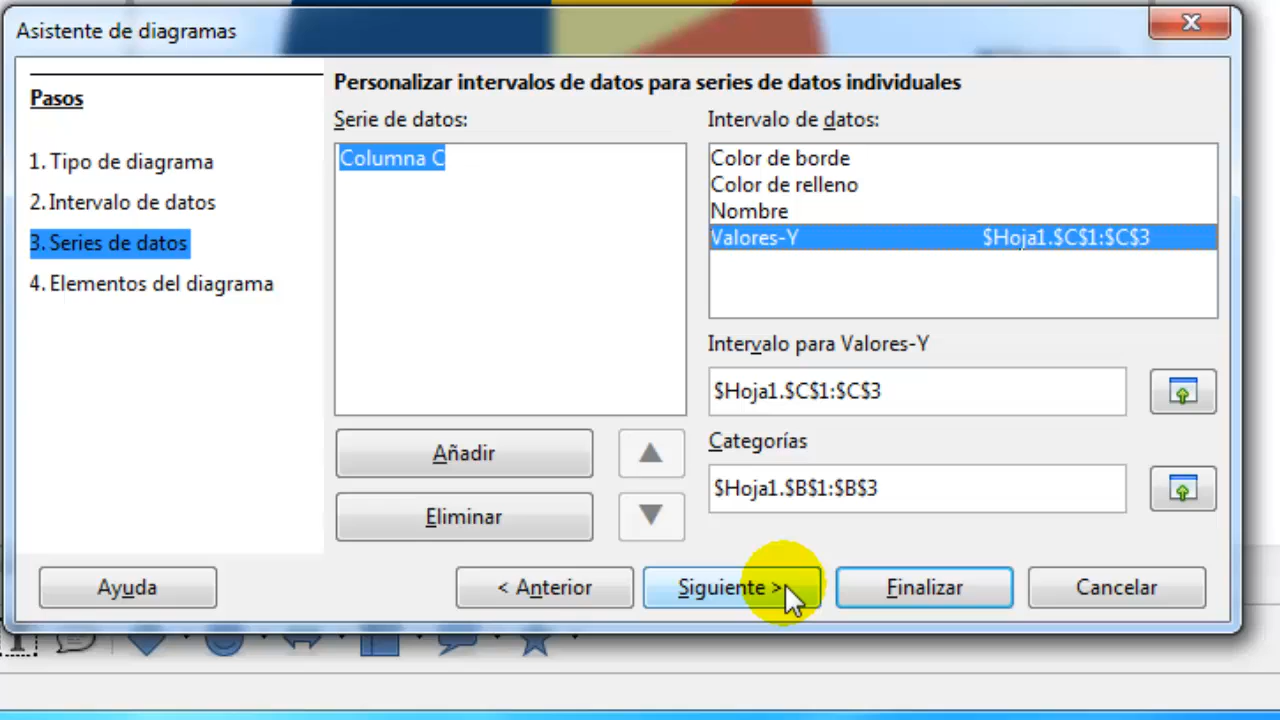 Asistente de diagramas
Pasos
1. Tipo de diagrama
2. Intervalo de datos
3. Series de datos
4. Elementos del diagrama
Personalizar intervalos de datos para series de datos individuales
Serie de datos:
Columna C
Añadir
Eliminar
Intervalo de datos:
Color de borde
Color de relleno
Nombre
Valores-Y $Hoja1.$C$1:$C$3
Intervalo para Valores-Y
$Hoja1.$C$1:$C$3
Categorías
$Hoja1.$B$1:$B$3
Ayuda
< Anterior
Siguiente >
Finalizar
Cancelar